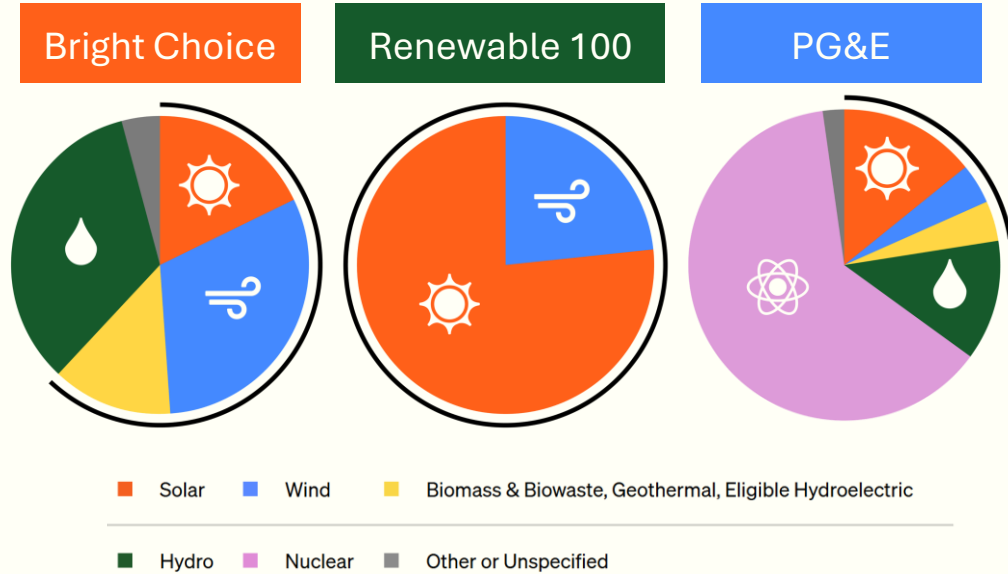 Bright Choice
Renewable 100
PG&E
Solar
Wind
Biomass & Biowaste, Geothermal, Eligible Hydroelectric
Hydro
Nuclear
Other or Unspecified